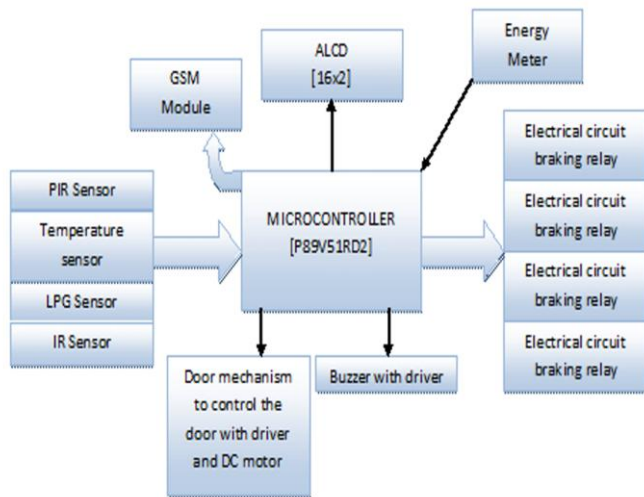 ALCD
[16x2]
Energy
Meter
GSM
Module
PIR Sensor
Temperature
sensor
LPG Sensor
IR Sensor
MICROCONTROLLER
[P89V51RD2]
Electrical circuit
braking relay
Electrical circuit
braking relay
Electrical circuit
braking relay
Electrical circuit
braking relay
Door mechanism
to control the
door with driver
and DC motor
Buzzer with driver